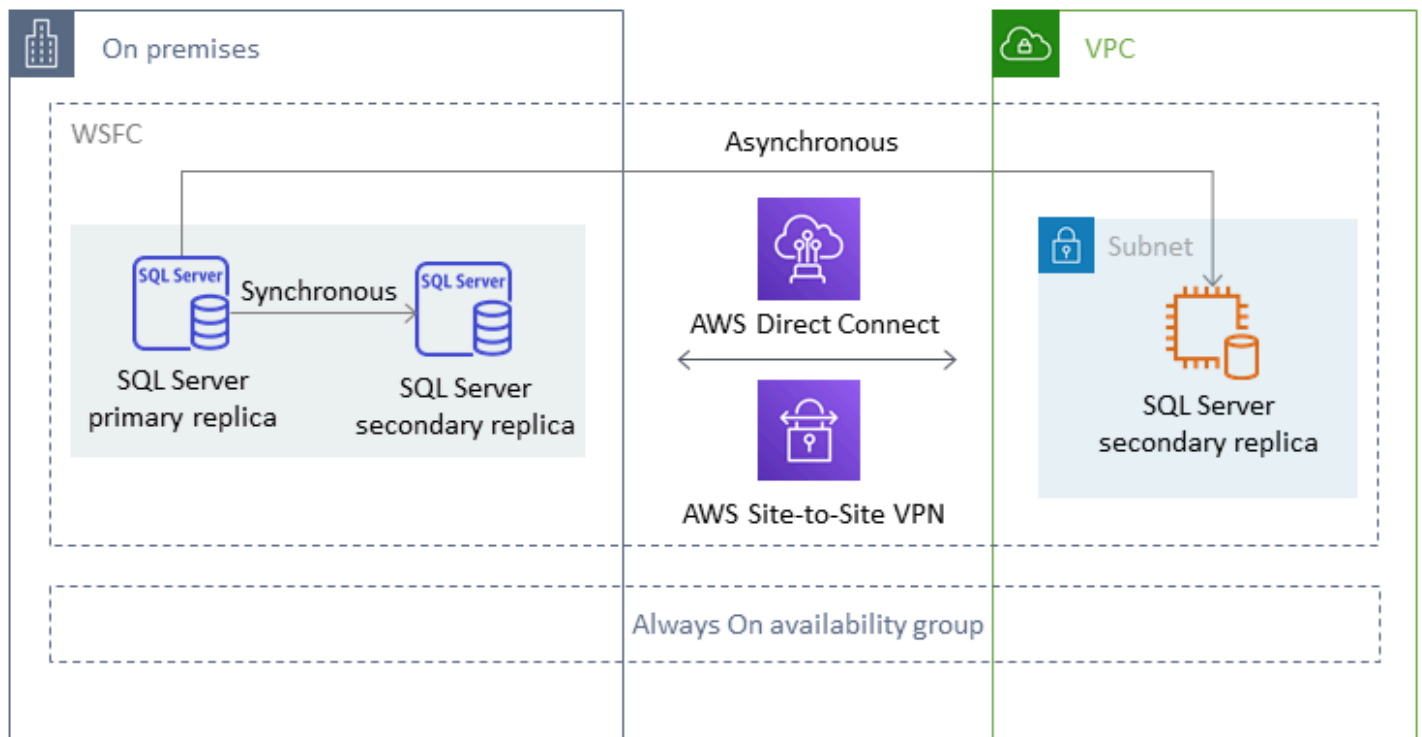 On premises
VPC
WSFC
Asynchronous
SQL Server
Synchronous
SQL Server
SQL Server
primary replica
SQL Server
secondary replica
AWS Direct Connect
AWS Site-to-Site VPN
Subnet
SQL Server
secondary replica
Always On availability group